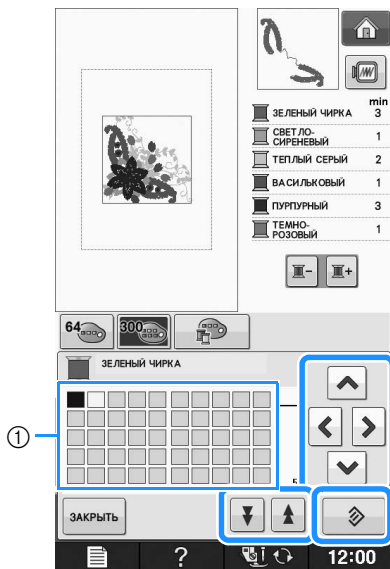 min
ЗЕЛЕНЫЙ ЧИРКА 3
СВЕТЛО-
СИРЕНЕВЫЙ 1
ТЕПЛЫЙ СЕРЫЙ 2
ВАСИЛЬКОВЫЙ 1
ПУРПУРНЫЙ 3
ТЕМНО-
РОЗОВЫЙ 1
64 300
ЗЕЛЕНЫЙ ЧИРКА
1
5
ЗАКРЫТЬ
? 12:00